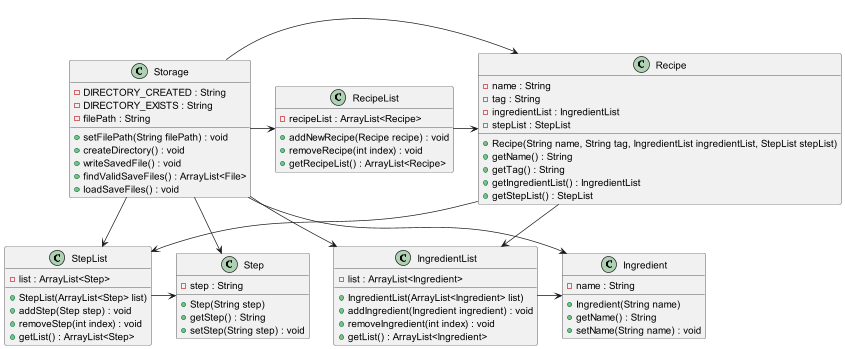 C Storage
DIRECTORY_CREATED : String
DIRECTORY_EXISTS : String
filePath : String
setFilePath(String filePath) : void
createDirectory() : void
writeSavedFile() : void
findValidSaveFiles() : ArrayList<File>
loadSaveFiles() : void
C RecipeList
recipeList : ArrayList<Recipe>
addNewRecipe(Recipe recipe) : void
removeRecipe(int index) : void
getRecipeList() : ArrayList<Recipe>
C Recipe
name : String
tag : String
ingredientList : IngredientList
stepList : StepList
Recipe(String name, String tag, IngredientList ingredientList, StepList stepList)
getName() : String
getTag() : String
getIngredientList() : IngredientList
getStepList() : StepList
C StepList
list : ArrayList<Step>
StepList(ArrayList<Step> list)
addStep(Step step) : void
removeStep(int index) : void
getList() : ArrayList<Step>
C Step
step : String
Step(String step)
getStep() : String
setStep(String step) : void
C IngredientList
list : ArrayList<Ingredient>
IngredientList(ArrayList<Ingredient> list)
addIngredient(Ingredient ingredient) : void
removeIngredient(int index) : void
getList() : ArrayList<Ingredient>
C Ingredient
name : String
Ingredient(String name)
getName() : String
setName(String name) : void